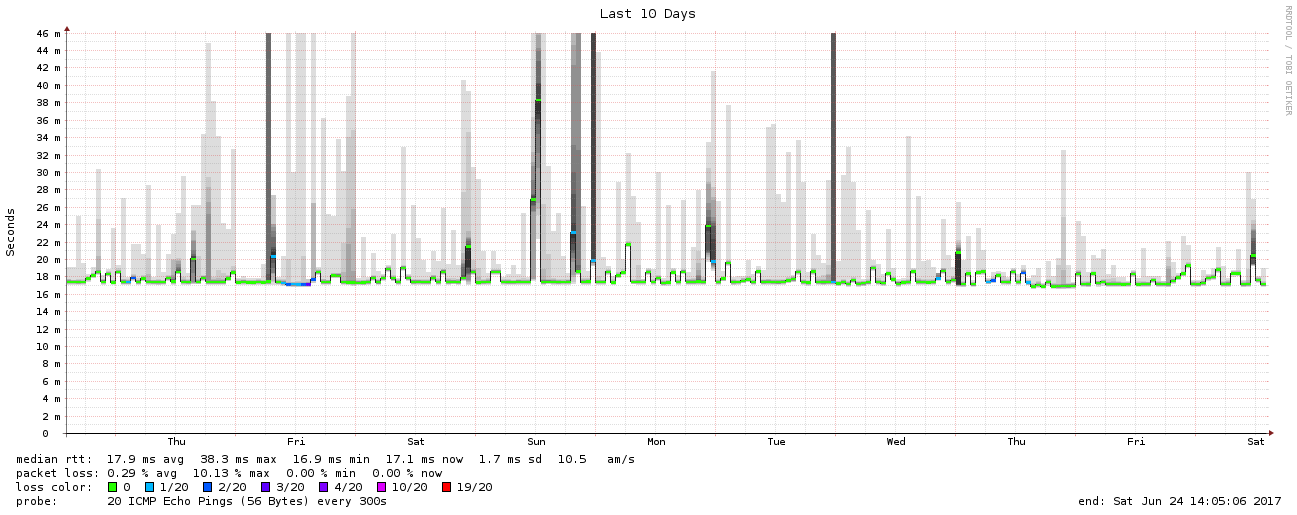 Last 10 Days
RRDTOOL / TOBI OETIKER
Seconds
46 m
44 m
42 m
40 m
38 m
36 m
34 m
32 m
30 m
28 m
26 m
24 m
22 m
20 m
18 m
16 m
14 m
12 m
10 m
8 m
6 m
4 m
2 m
0
Thu Fri Sat Sun Mon Tue Wed Thu Fri Sat
median rtt: 17.9 ms avg 38.3 ms max 16.9 ms min 17.1 ms now 1.7 ms sd 10.5 am/s
packet loss: 0.29 % avg 10.13 % max 0.00 % min 0.00 % now
loss color: 0 1/20 2/20 3/20 4/20 10/20 19/20
probe: 20 ICMP Echo Pings (56 Bytes) every 300s end: Sat Jun 24 14:05:06 2017